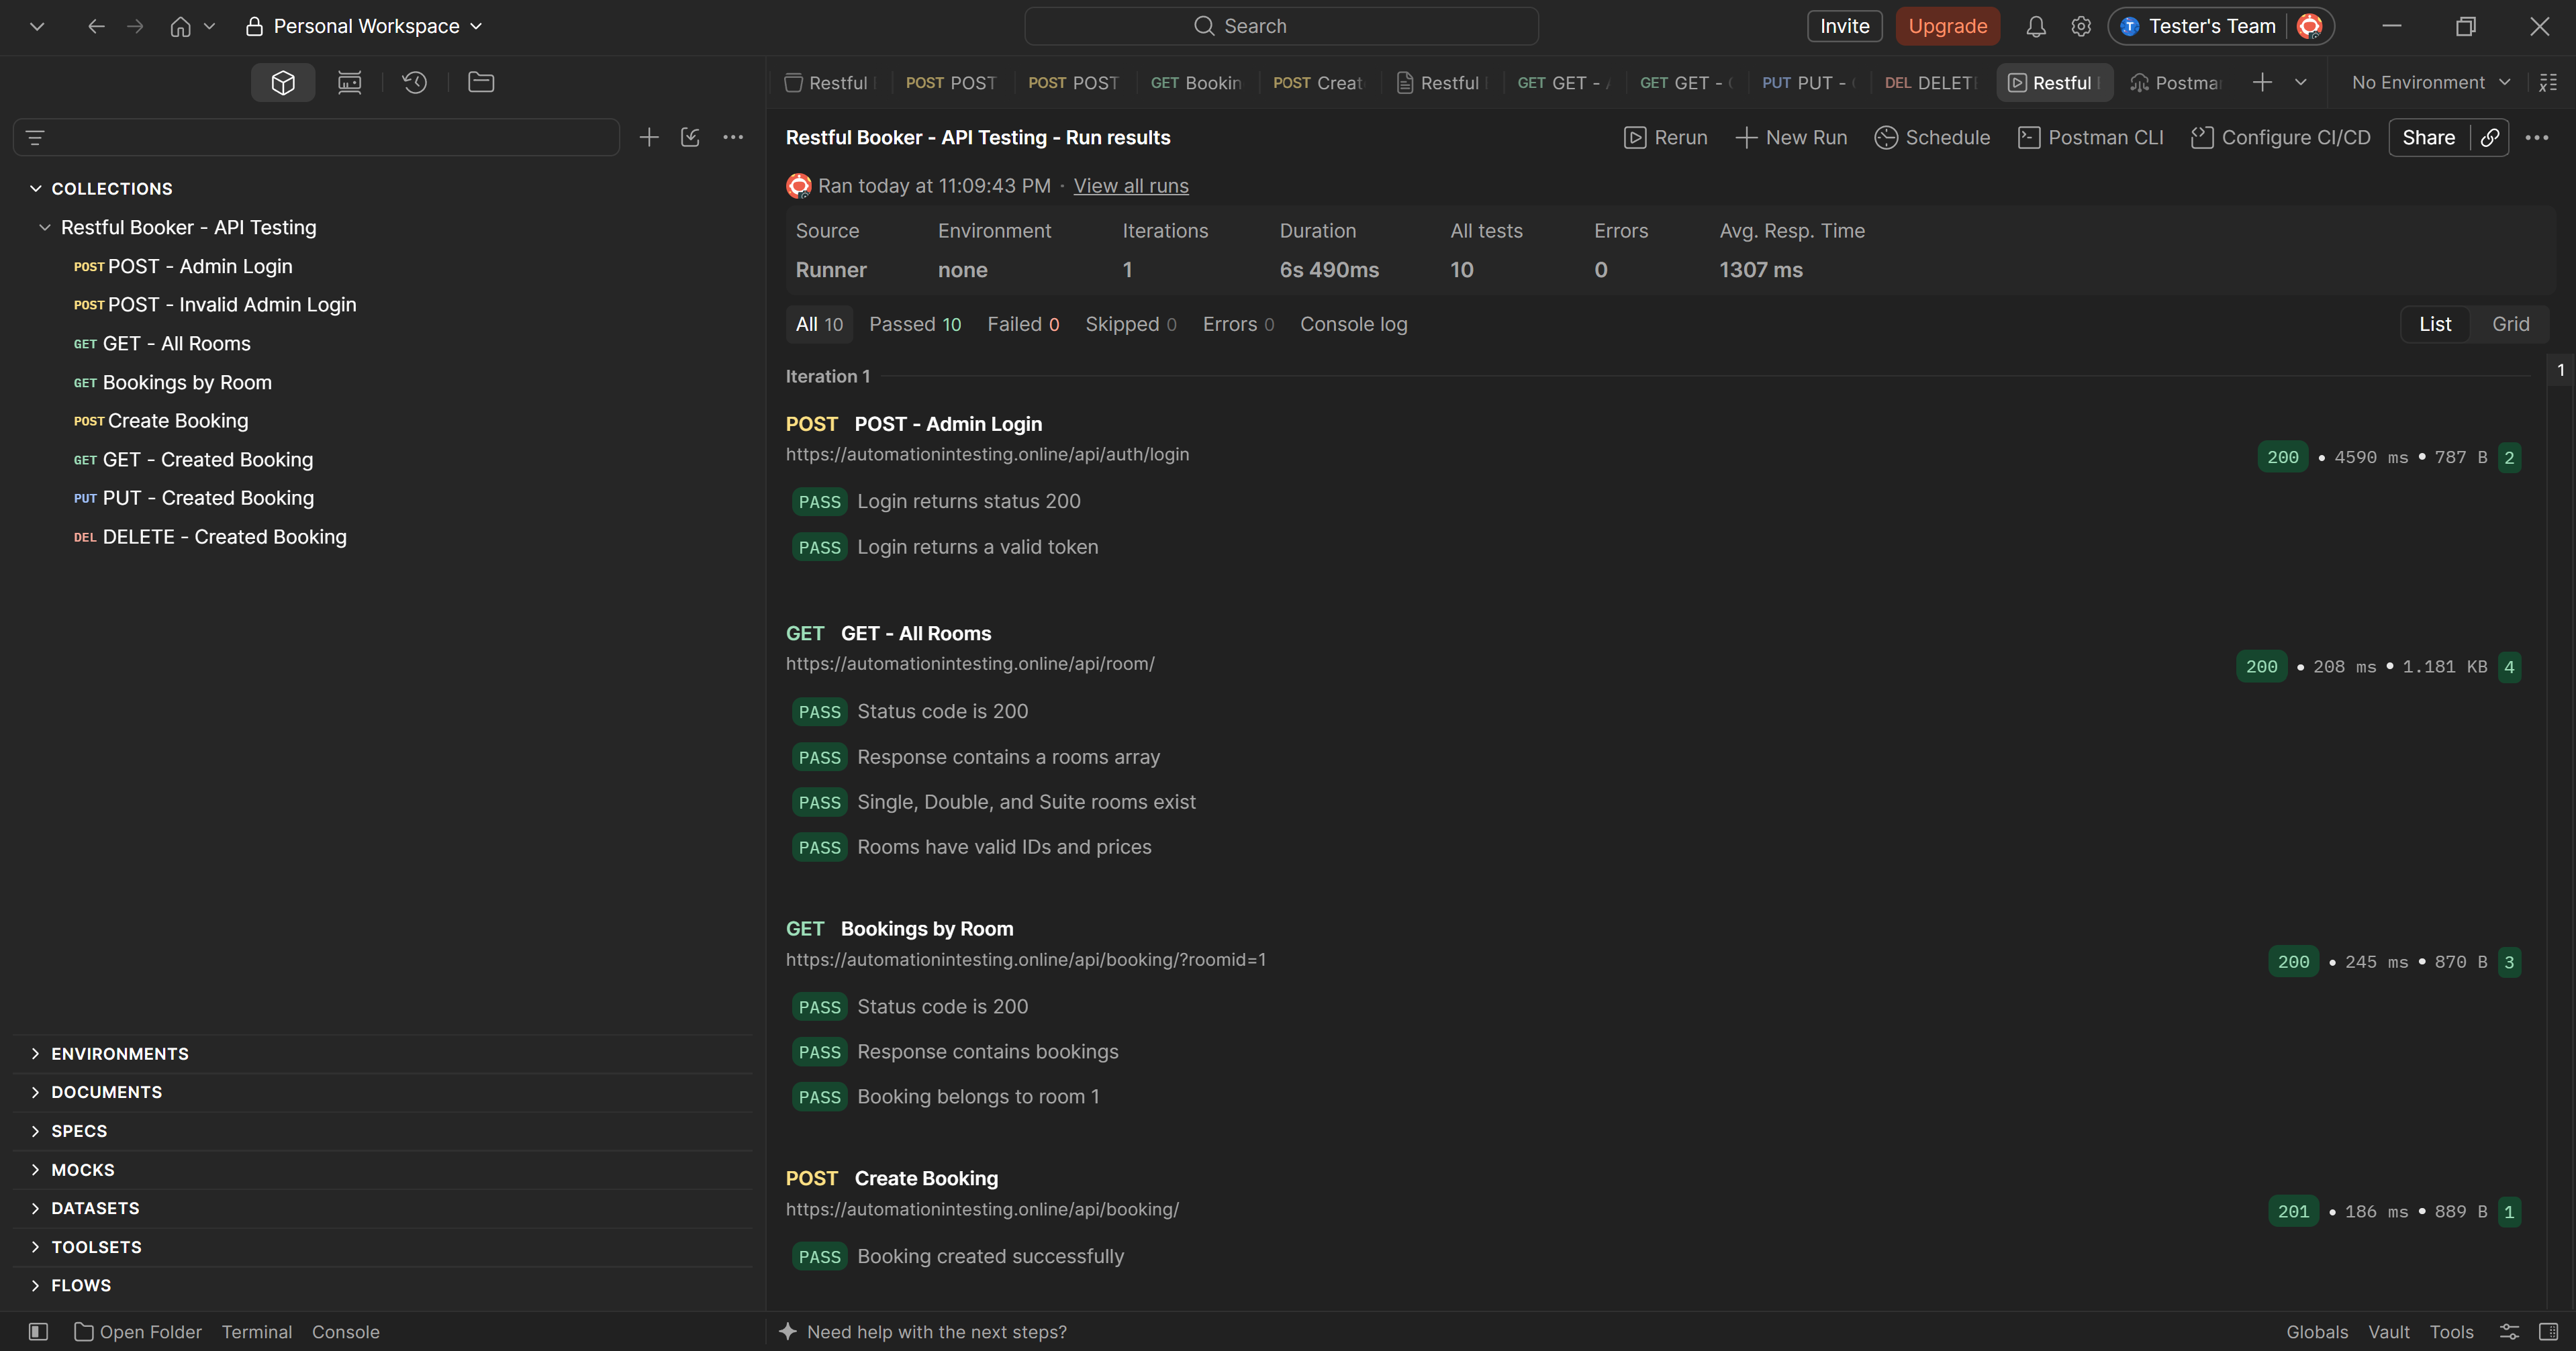 Personal Workspace
Search
Invite
Upgrade
T
Tester's Team
Restful
POST POST
POST POST
GET Bookin
POST Creat
Restful
GET GET -
GET GET -
PUT PUT -
DEL DELET
Restful
Postma
No Environment
COLLECTIONS
Restful Booker - API Testing
POST POST - Admin Login
POST POST - Invalid Admin Login
GET GET - All Rooms
GET Bookings by Room
POST Create Booking
GET GET - Created Booking
PUT PUT - Created Booking
DEL DELETE - Created Booking
ENVIRONMENTS
DOCUMENTS
SPECS
MOCKS
DATASETS
TOOLSETS
FLOWS
Restful Booker - API Testing - Run results
Rerun
New Run
Schedule
Postman CLI
Configure CI/CD
Share
Ran today at 11:09:43 PM · View all runs
Source Environment Iterations Duration All tests Errors Avg. Resp. Time
Runner none 1 6s 490ms 10 0 1307 ms
All 10 Passed 10 Failed 0 Skipped 0 Errors 0 Console log
List Grid
Iteration 1
1
POST POST - Admin Login
https://automationintesting.online/api/auth/login
200 • 4590 ms • 787 B 2
PASS Login returns status 200
PASS Login returns a valid token
GET GET - All Rooms
https://automationintesting.online/api/room/
200 • 208 ms • 1.181 KB 4
PASS Status code is 200
PASS Response contains a rooms array
PASS Single, Double, and Suite rooms exist
PASS Rooms have valid IDs and prices
GET Bookings by Room
https://automationintesting.online/api/booking/?roomid=1
200 • 245 ms • 870 B 3
PASS Status code is 200
PASS Response contains bookings
PASS Booking belongs to room 1
POST Create Booking
https://automationintesting.online/api/booking/
201 • 186 ms • 889 B 1
PASS Booking created successfully
Open Folder Terminal Console
Need help with the next steps?
Globals Vault Tools